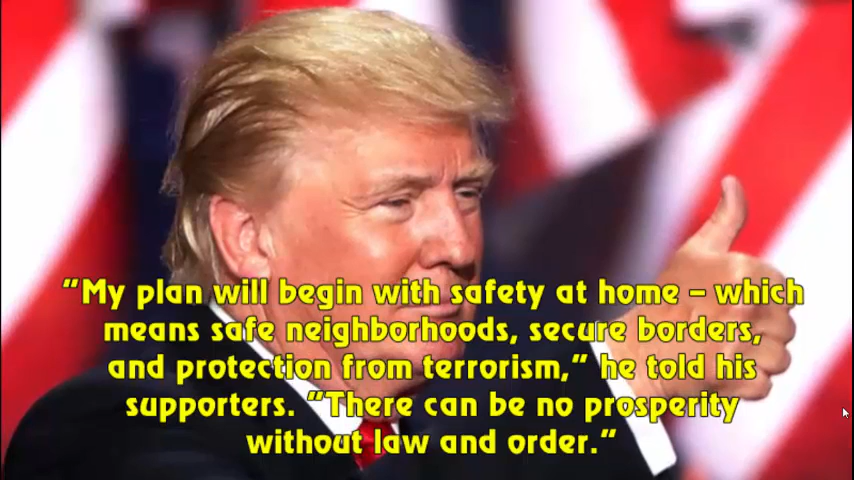 "My plan will begin with safety at home – which
means safe neighborhoods, secure borders,
and protection from terrorism," he told his
supporters. "There can be no prosperity
without law and order."